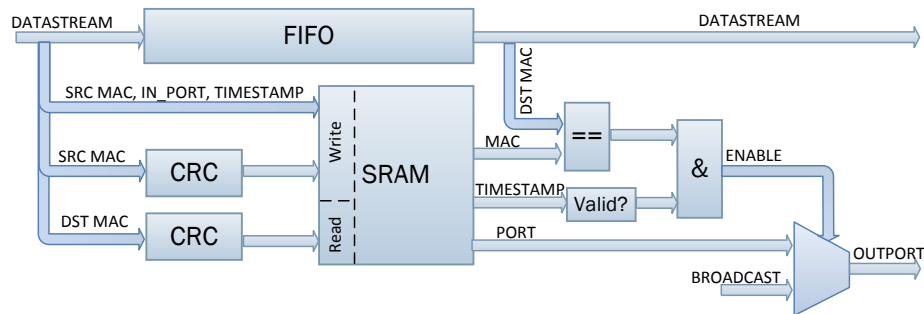 DATASTREAM
FIFO
DATASTREAM
DST MAC
SRC MAC, IN_PORT, TIMESTAMP
Write
SRAM
Read
MAC
==
SRC MAC
CRC
&
ENABLE
TIMESTAMP
Valid?
DST MAC
CRC
PORT
BROADCAST
OUTPORT